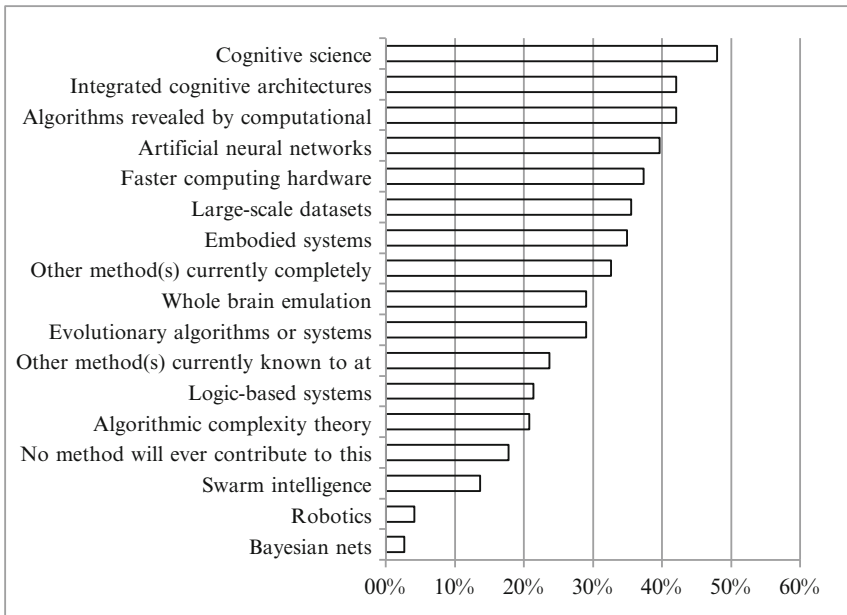 Cognitive science
Integrated cognitive architectures
Algorithms revealed by computational
Artificial neural networks
Faster computing hardware
Large-scale datasets
Embodied systems
Other method(s) currently completely
Whole brain emulation
Evolutionary algorithms or systems
Other method(s) currently known to at
Logic-based systems
Algorithmic complexity theory
No method will ever contribute to this
Swarm intelligence
Robotics
Bayesian nets
00% 10% 20% 30% 40% 50% 60%